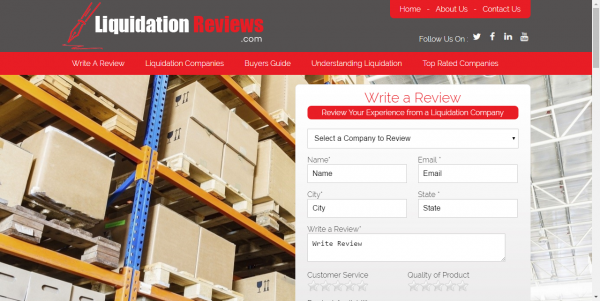 Home - About Us - Contact Us
Liquidation Reviews
.com
Follow Us On :
Write A Review Liquidation Companies Buyers Guide Understanding Liquidation Top Rated Companies
Write a Review
Review Your Experience from a Liquidation Company
Select a Company to Review
Name* Email *
Name Email
City* State *
City State
Write a Review*
Write Review
Customer Service Quality of Product